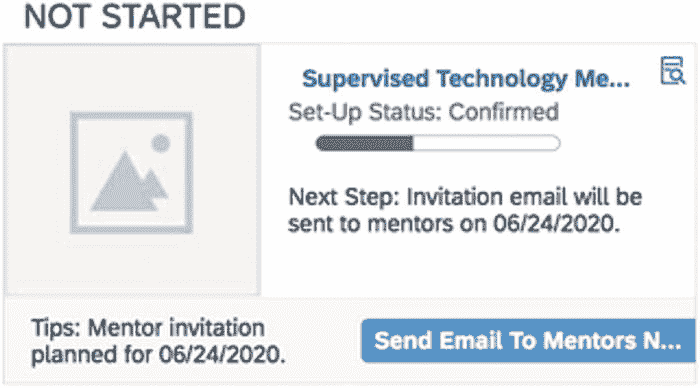 NOT STARTED
Supervised Technology Me...
Set-Up Status: Confirmed
Next Step: Invitation email will be
sent to mentors on 06/24/2020.
Tips: Mentor invitation
planned for 06/24/2020.
Send Email To Mentors N...